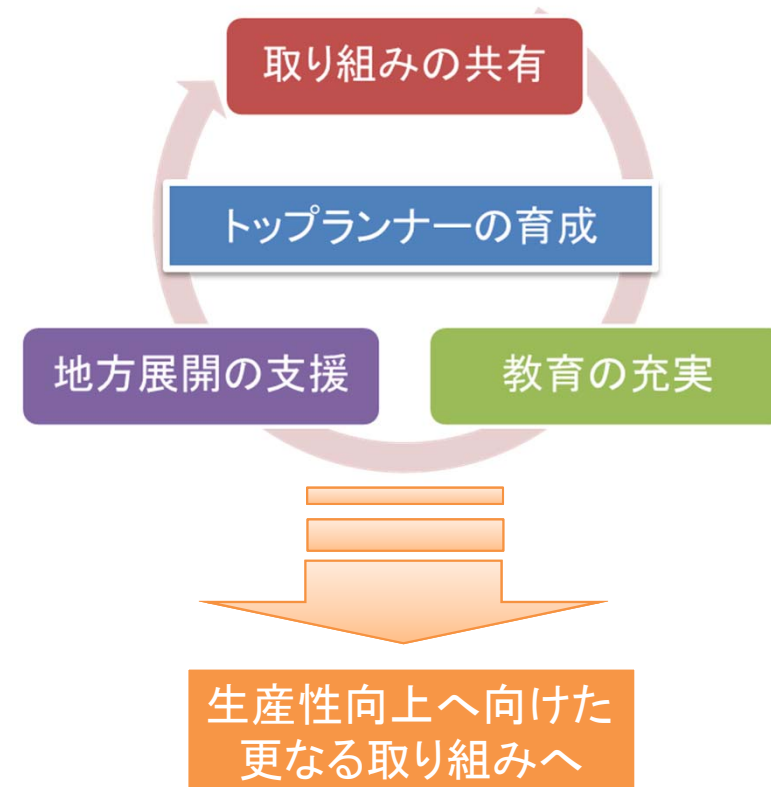 取り組みの共有
トップランナーの育成
地方展開の支援
教育の充実
生産性向上へ向けた
更なる取り組みへ